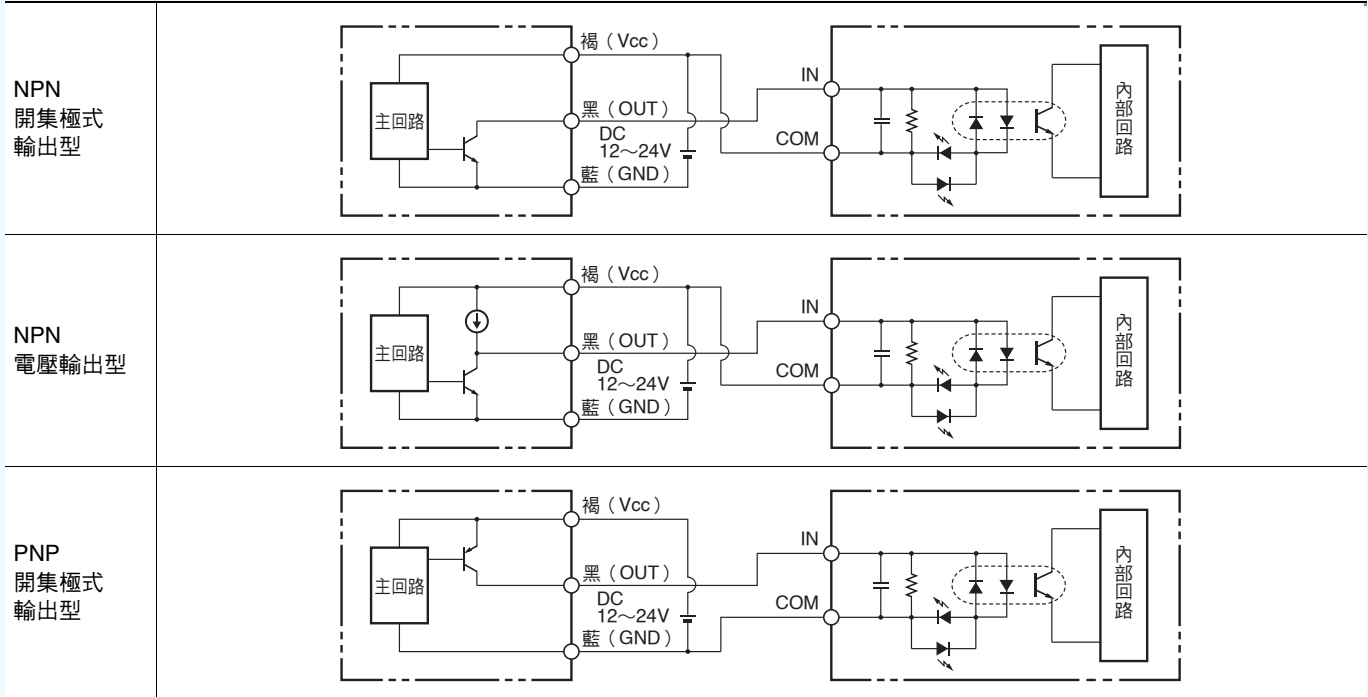 NPN
開集極式
輸出型
主回路
褐（Vcc）
黑（OUT）
DC
12～24V
藍（GND）
IN
COM
內部回路
NPN
電壓輸出型
主回路
褐（Vcc）
黑（OUT）
DC
12～24V
藍（GND）
IN
COM
內部回路
PNP
開集極式
輸出型
主回路
褐（Vcc）
黑（OUT）
DC
12～24V
藍（GND）
IN
COM
內部回路